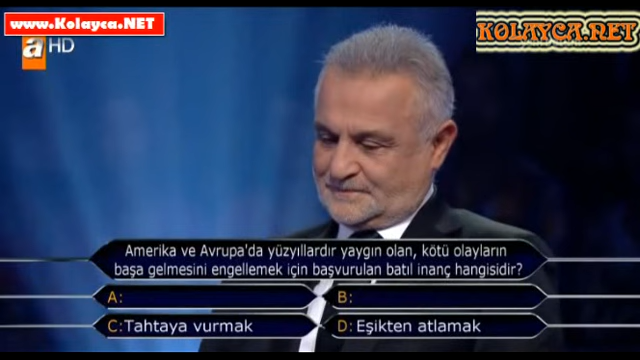 www.Kolayca.NET
KOLAYCA.NET
a HD
Amerika ve Avrupa'da yüzyıllardır yaygın olan, kötü olayların
başa gelmesini engellemek için başvurulan batıl inanç hangisidir?
A:
B:
C: Tahtaya vurmak
D: Eşikten atlamak